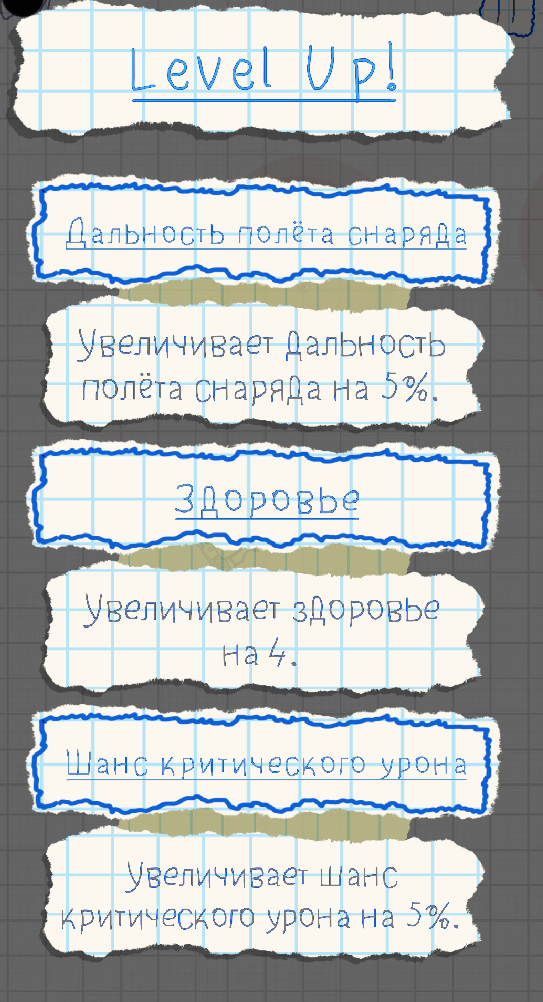 Level Up!
Дальность полёта снаряда
Увеличивает дальность
полёта снаряда на 5%.
Здоровье
Увеличивает здоровье
на 4.
Шанс критического урона
Увеличивает шанс
критического урона на 5%.